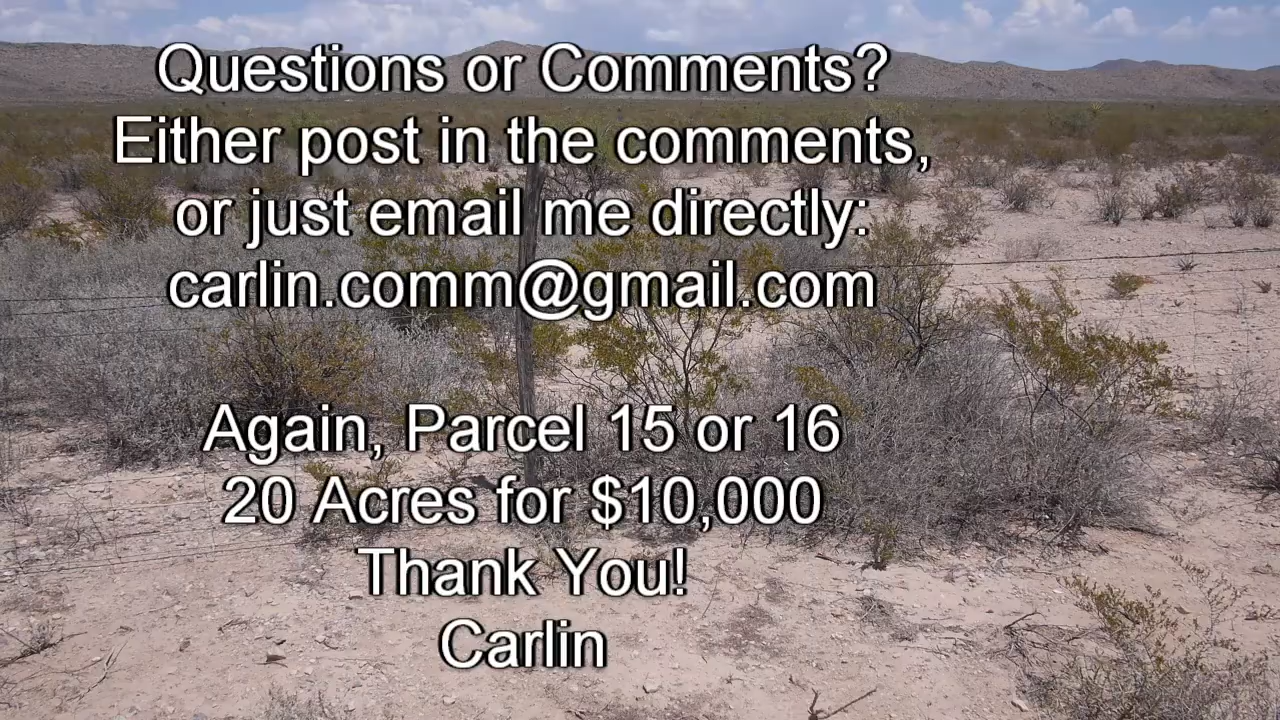 Questions or Comments?
Either post in the comments,
or just email me directly:
carlin.comm@gmail.com
Again, Parcel 15 or 16
20 Acres for $10,000
Thank You!
Carlin